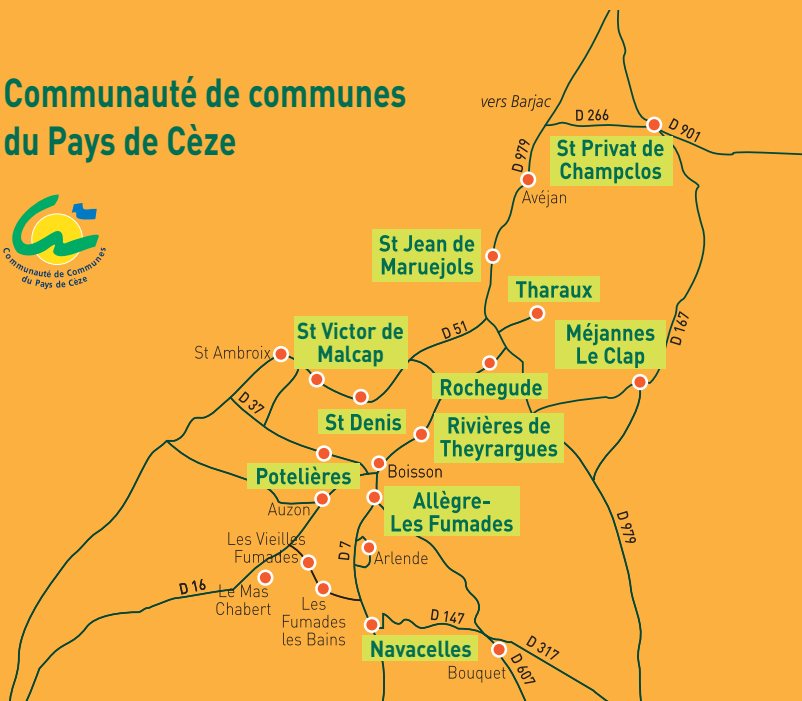 Communauté de communes
du Pays de Cèze
Communauté de Communes
du Pays de Cèze
vers Barjac
D 266
D 901
St Privat de
Champclos
D 979
Avéjan
St Jean de
Maruejols
Tharaux
D 51
D 167
St Ambroix
St Victor de
Malcap
Méjannes
Le Clap
Rochegude
D 37
St Denis
Rivières de
Theyrargues
Boisson
Potelières
Auzon
Allègre-
Les Fumades
D 979
Les Vieilles
Fumades
D 7
Arlende
D 16
Le Mas
Chabert
Les
Fumades
les Bains
D 147
Navacelles
D 317
Bouquet
D 607